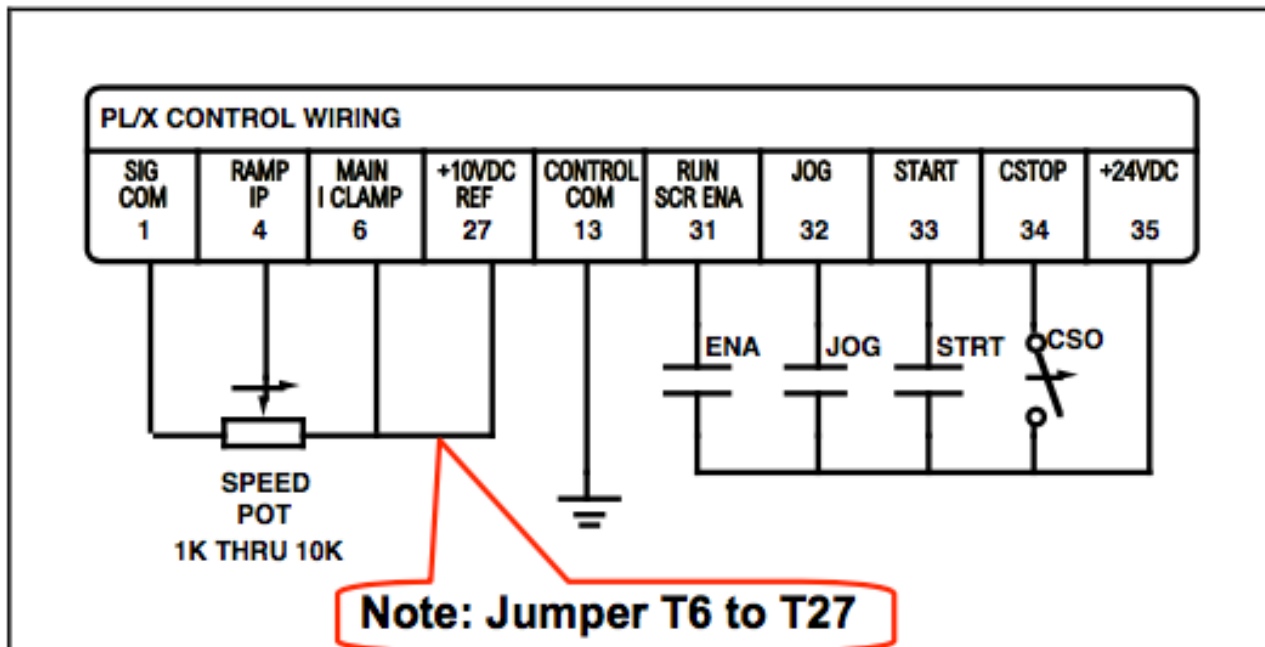 PL/X CONTROL WIRING
SIG COM 1
RAMP IP 4
MAIN I CLAMP 6
+10VDC REF 27
CONTROL COM 13
RUN SCR ENA 31
JOG 32
START 33
CSTOP 34
+24VDC 35
ENA
JOG
STRT
CSO
SPEED
POT
1K THRU 10K
Note: Jumper T6 to T27